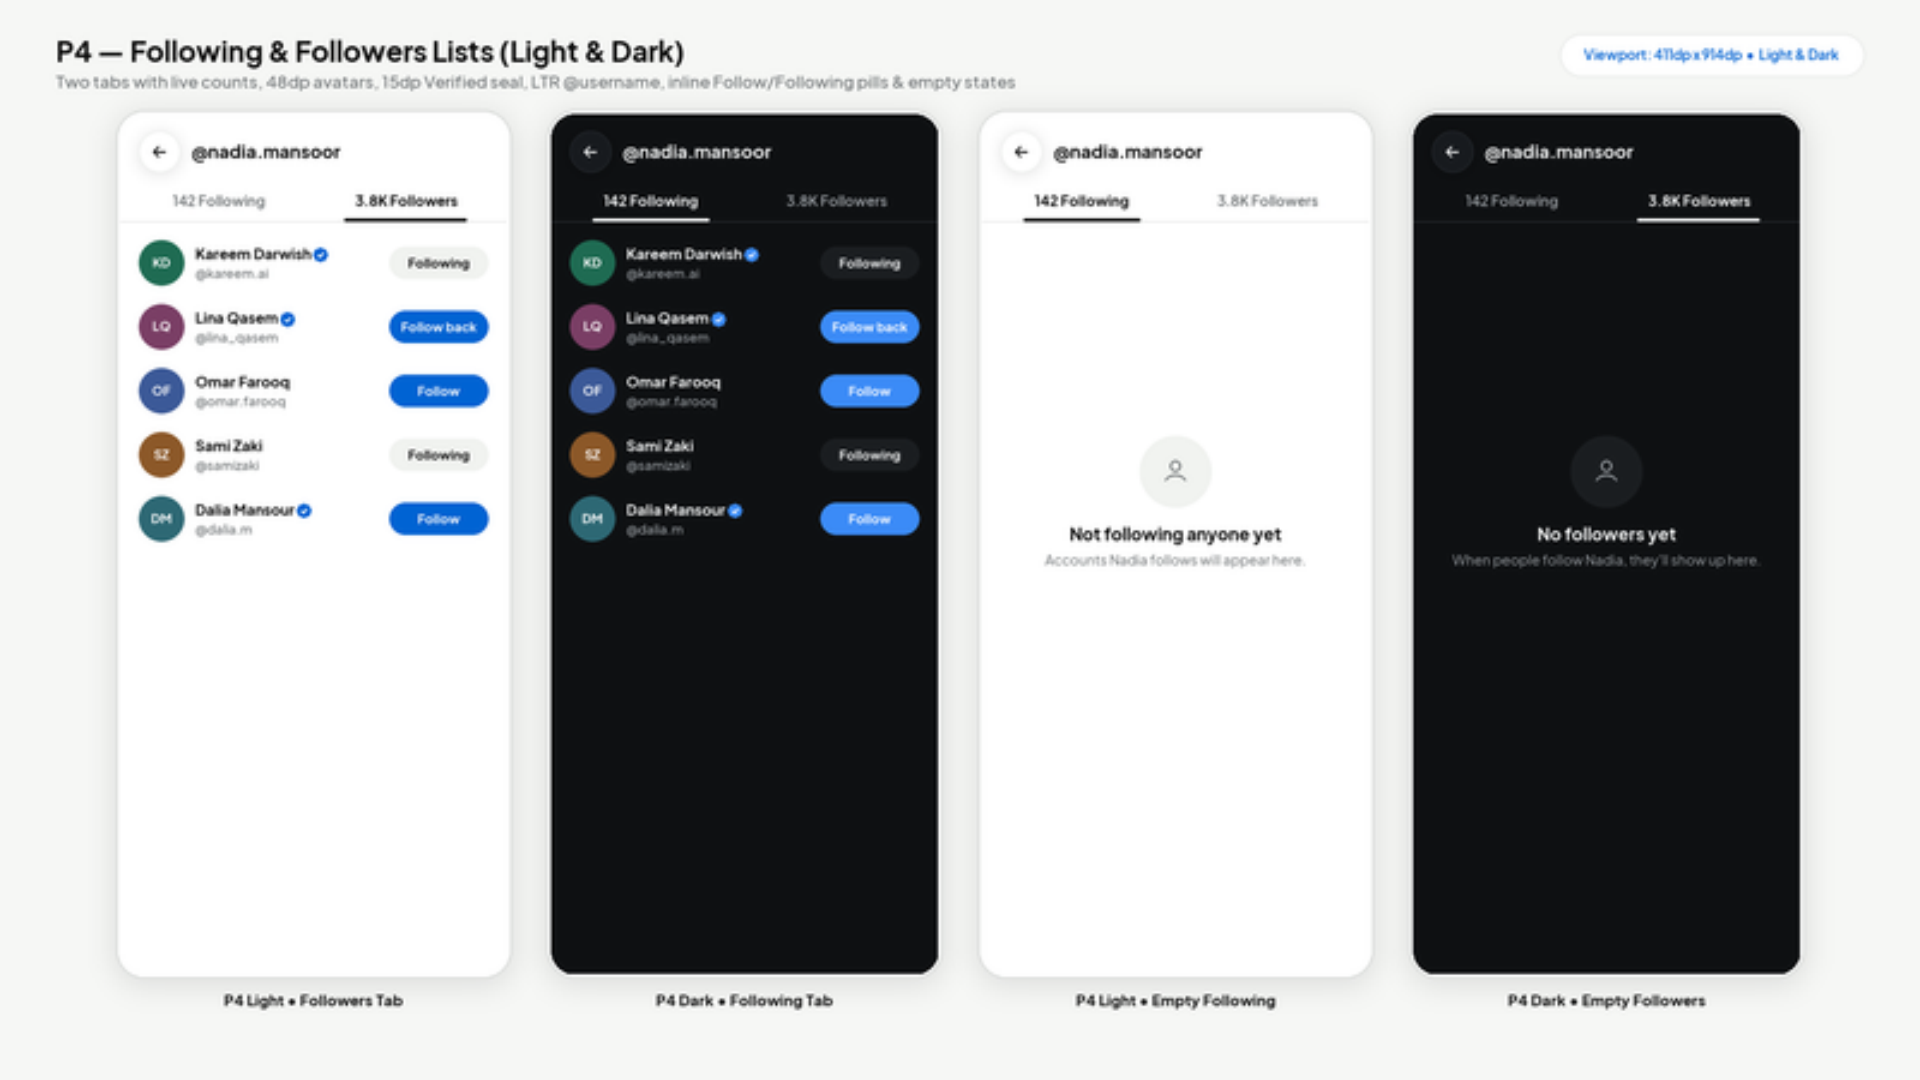 P4 — Following & Followers Lists (Light & Dark)
Two tabs with live counts, 48dp avatars, 15dp Verified seal, LTR @username, inline Follow/Following pills & empty states
Viewport: 411dp x 914dp • Light & Dark
@nadia.mansoor
142 Following
3.8K Followers
KD
Kareem Darwish
@kareem.ai
Following
LQ
Lina Qasem
@lina_qasem
Follow back
OF
Omar Farooq
@omar.farooq
Follow
SZ
Sami Zaki
@samizaki
Following
DM
Dalia Mansour
@dalia.m
Follow
P4 Light • Followers Tab
@nadia.mansoor
142 Following
3.8K Followers
KD
Kareem Darwish
@kareem.ai
Following
LQ
Lina Qasem
@lina_qasem
Follow back
OF
Omar Farooq
@omar.farooq
Follow
SZ
Sami Zaki
@samizaki
Following
DM
Dalia Mansour
@dalia.m
Follow
P4 Dark • Following Tab
@nadia.mansoor
142 Following
3.8K Followers
Not following anyone yet
Accounts Nadia follows will appear here.
P4 Light • Empty Following
@nadia.mansoor
142 Following
3.8K Followers
No followers yet
When people follow Nadia, they'll show up here.
P4 Dark • Empty Followers